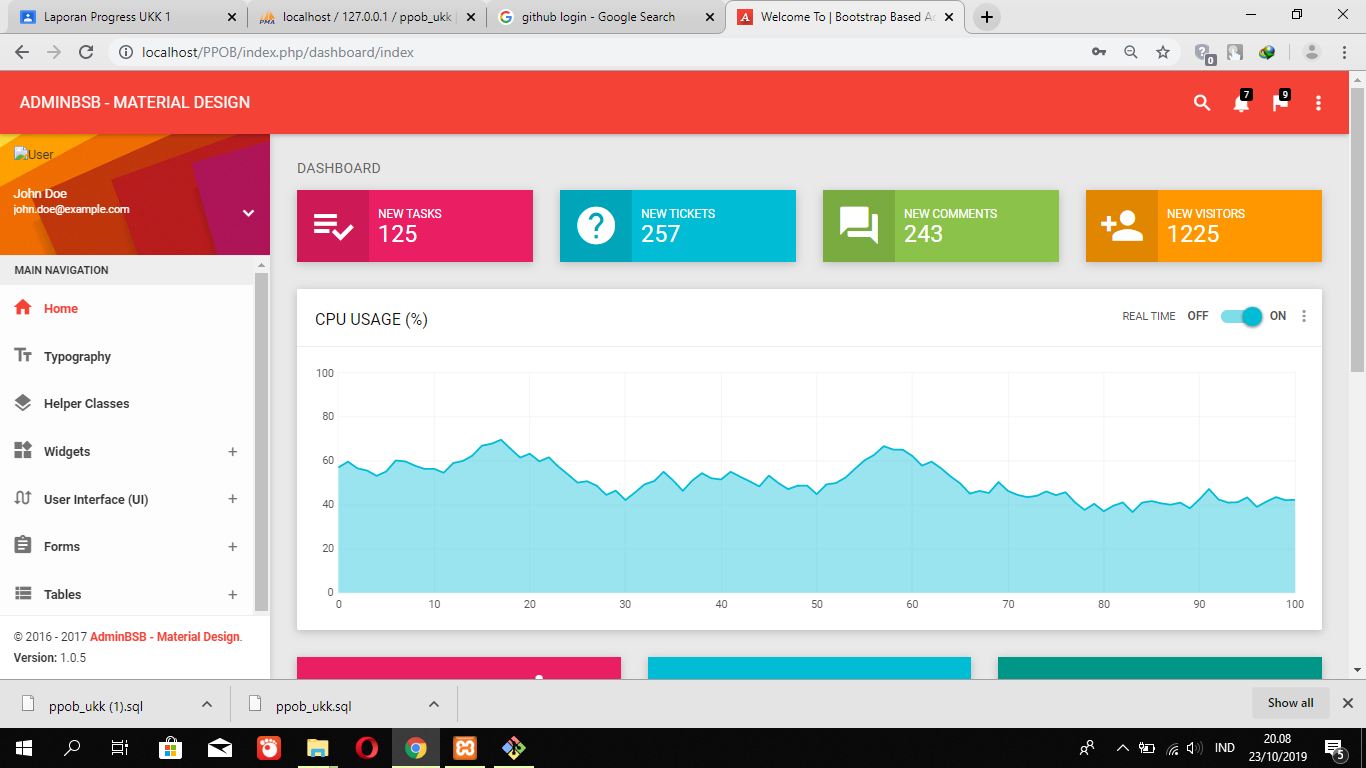 Laporan Progress UKK 1
localhost / 127.0.0.1 / ppob_ukk
github login - Google Search
Welcome To | Bootstrap Based
localhost/PPOB/index.php/dashboard/index
0
ADMINBSB - MATERIAL DESIGN
7
9
User
John Doe
john.doe@example.com
MAIN NAVIGATION
Home
Typography
Helper Classes
Widgets
User Interface (UI)
Forms
Tables
© 2016 - 2017 AdminBSB - Material Design.
Version: 1.0.5
DASHBOARD
NEW TASKS
125
NEW TICKETS
257
NEW COMMENTS
243
NEW VISITORS
1225
CPU USAGE (%)
REAL TIME OFF ON
100
80
60
40
20
0
0 10 20 30 40 50 60 70 80 90 100
ppob_ukk (1).sql
ppob_ukk.sql
Show all
IND
20.08
23/10/2019
5